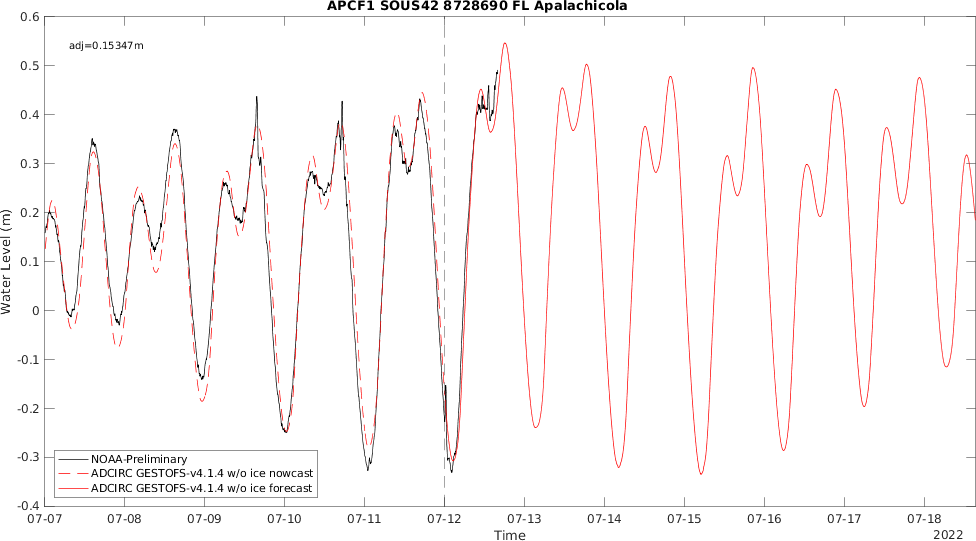 APCF1 SOUS42 8728690 FL Apalachicola
adj=0.15347m
0.6
0.5
0.4
0.3
0.2
0.1
0
-0.1
-0.2
-0.3
-0.4
Water Level (m)
NOAA-Preliminary
ADCIRC GESTOFS-v4.1.4 w/o ice nowcast
ADCIRC GESTOFS-v4.1.4 w/o ice forecast
07-07 07-08 07-09 07-10 07-11 07-12 07-13 07-14 07-15 07-16 07-17 07-18
Time
2022